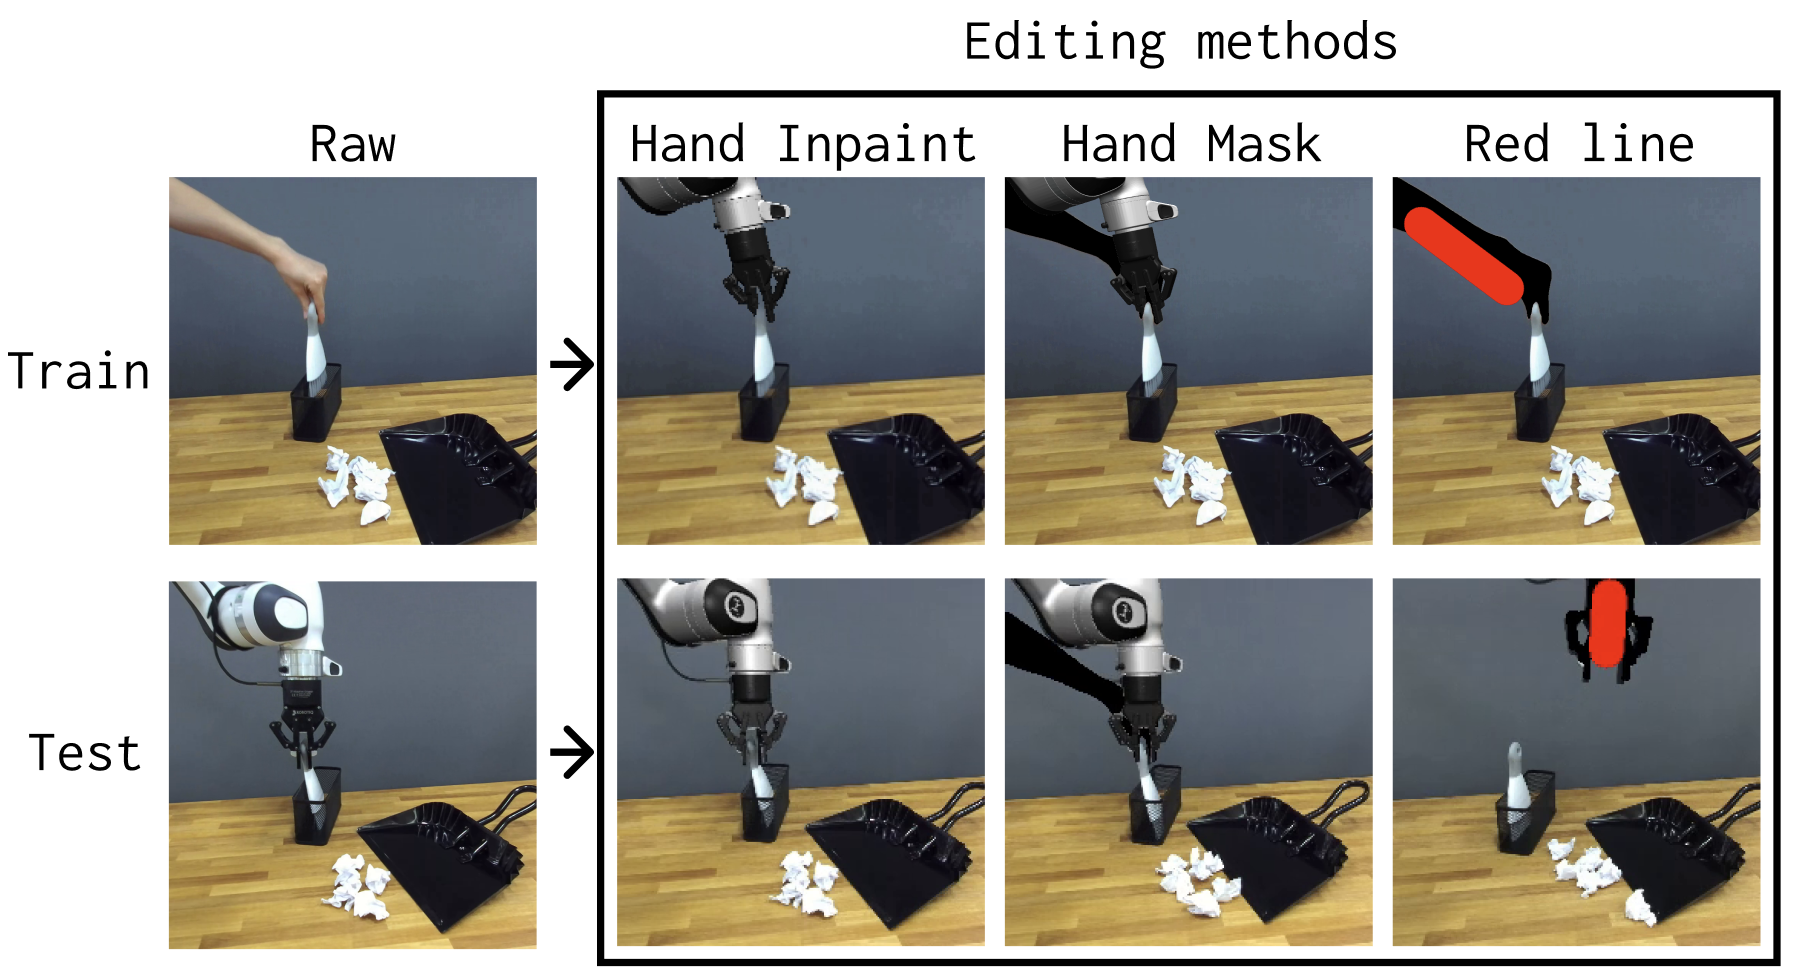 Editing methods
Raw
Hand Inpaint
Hand Mask
Red line
Train
Test